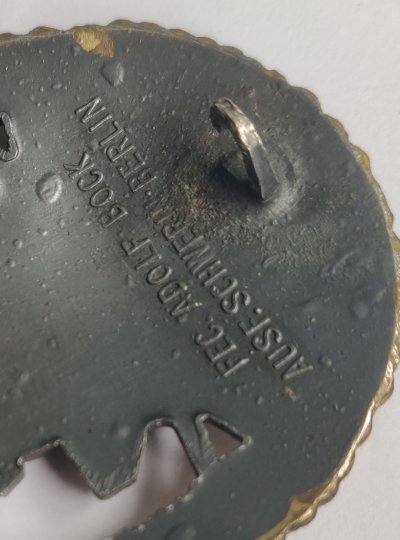 FEC. ADOLF BOCK
AUSF. SCHWERIN·BERLIN